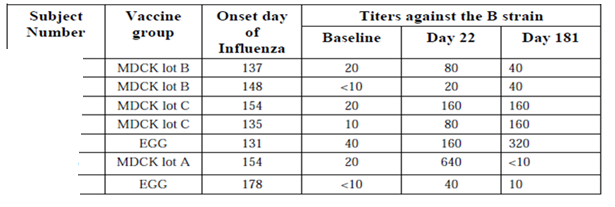 Subject Number Vaccine group Onset day of Influenza Titers against the B strain
Baseline Day 22 Day 181
MDCK lot B 137 20 80 40
MDCK lot B 148 <10 20 40
MDCK lot C 154 20 160 160
MDCK lot C 135 10 80 160
EGG 131 40 160 320
MDCK lot A 154 20 640 <10
EGG 178 <10 40 10